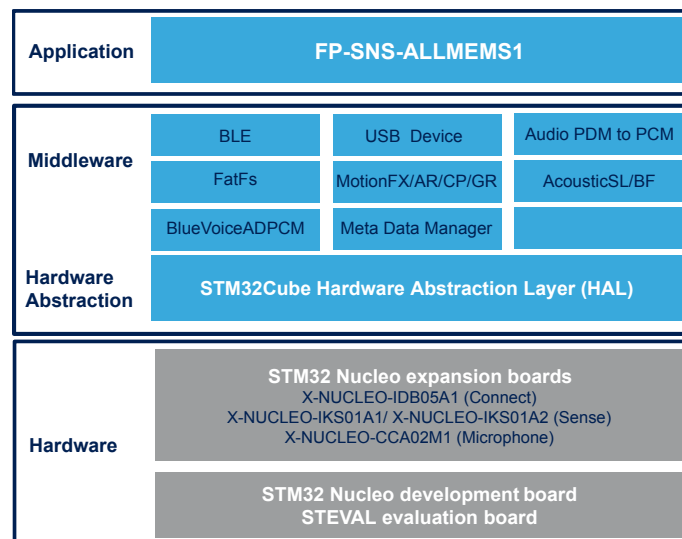 Application
FP-SNS-ALLMEMS1
Middleware
BLE
USB Device
Audio PDM to PCM
FatFs
MotionFX/AR/CP/GR
AcousticSL/BF
BlueVoiceADPCM
Meta Data Manager
Hardware
Abstraction
STM32Cube Hardware Abstraction Layer (HAL)
Hardware
STM32 Nucleo expansion boards
X-NUCLEO-IDB05A1 (Connect)
X-NUCLEO-IKS01A1/ X-NUCLEO-IKS01A2 (Sense)
X-NUCLEO-CCA02M1 (Microphone)
STM32 Nucleo development board
STEVAL evaluation board